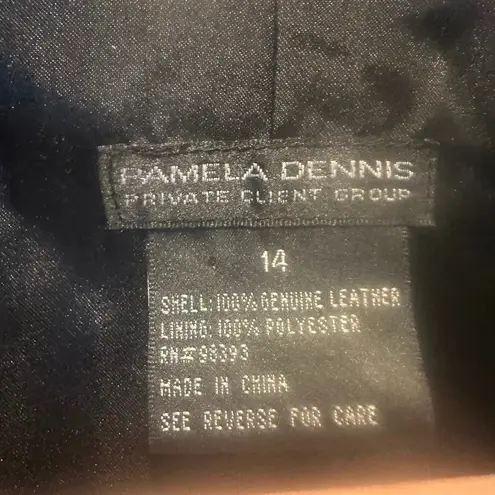 PAMELA DENNIS
PRIVATE CLIENT GROUP
14
SHELL: 100% GENUINE LEATHER
LINING: 100% POLYESTER
RN#98393
MADE IN CHINA
SEE REVERSE FOR CARE